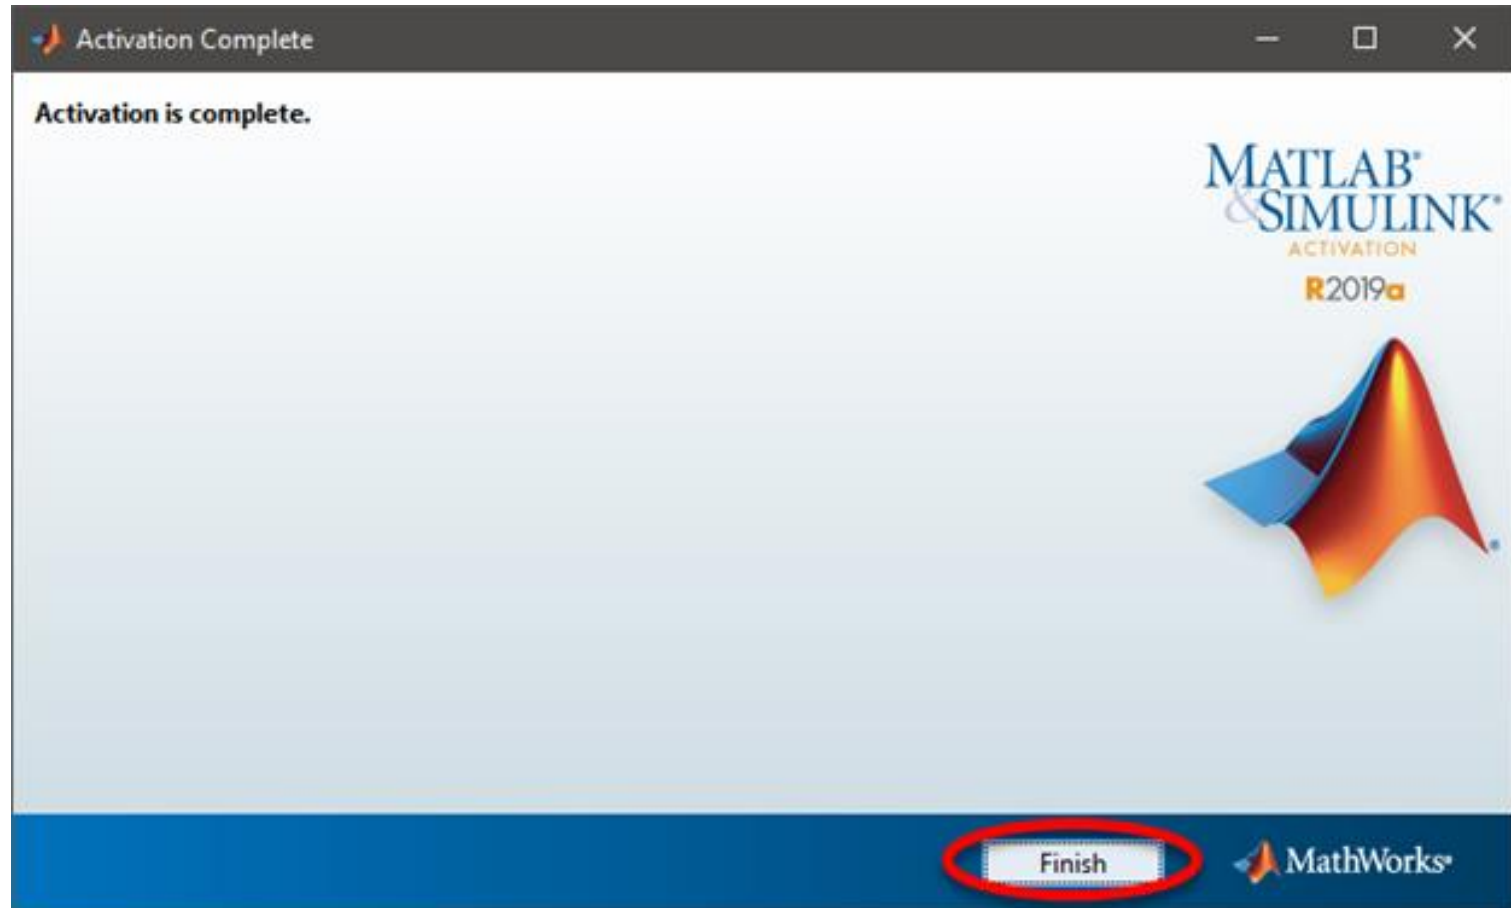 Activation Complete
Activation is complete.
MATLAB®
&SIMULINK®
ACTIVATION
R2019a
®
Finish
MathWorks®